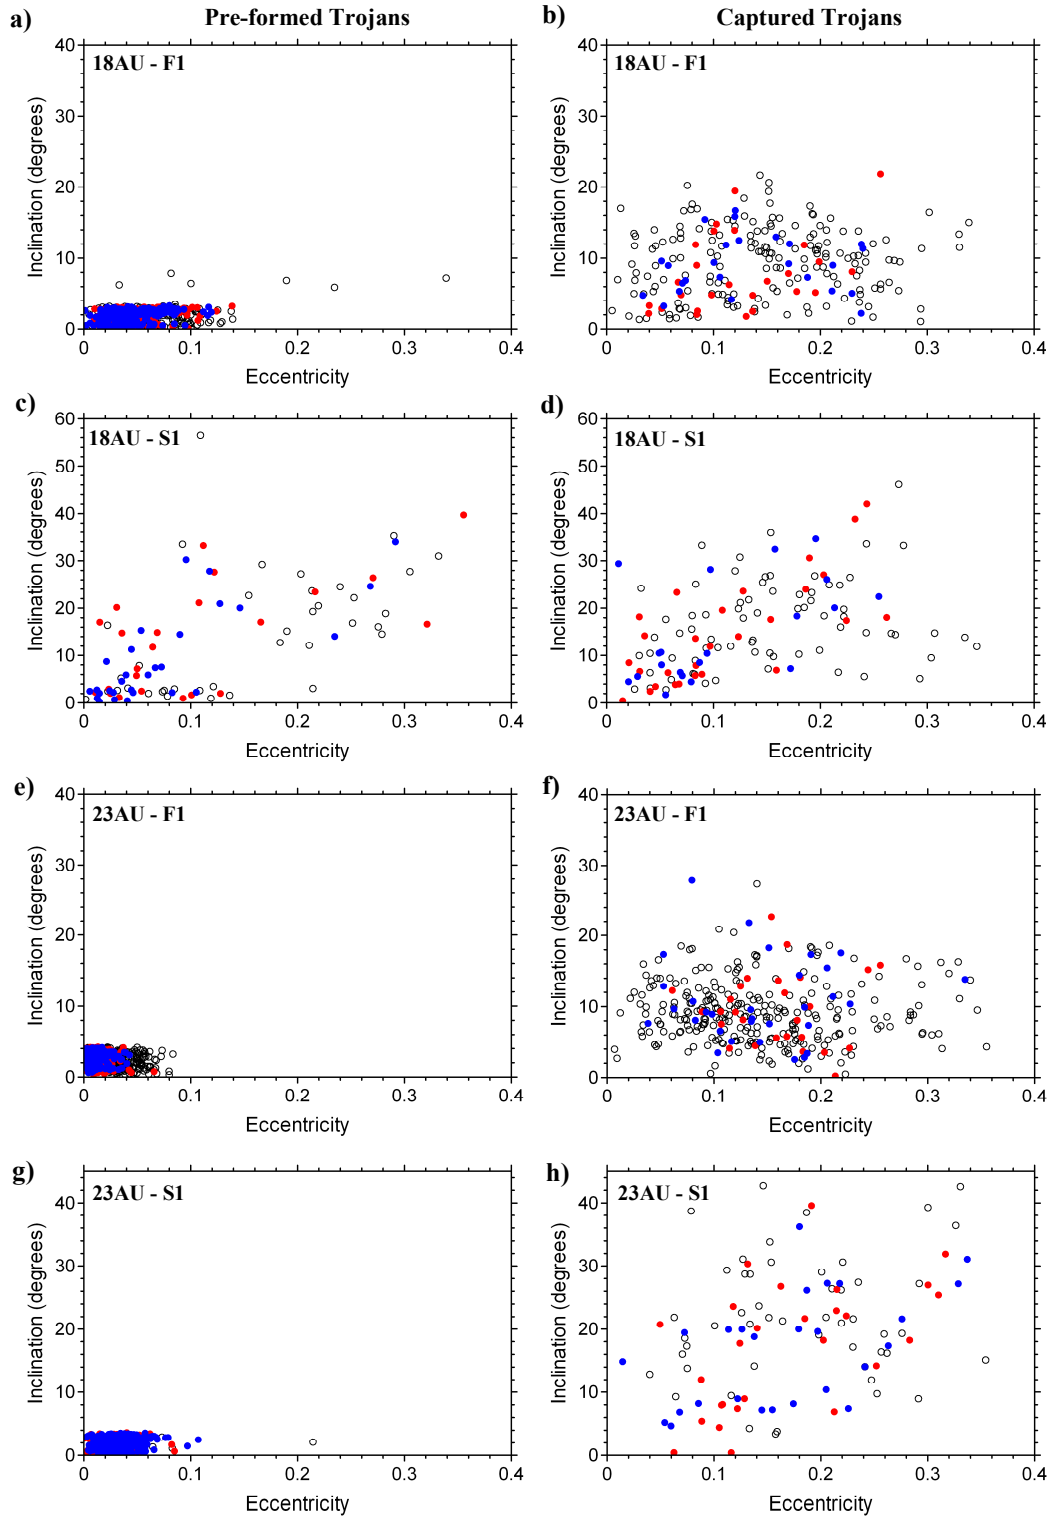 a) Pre-formed Trojans
b) Captured Trojans
18AU - F1
40
30
20
10
0
0 0.1 0.2 0.3 0.4
Inclination (degrees)
Eccentricity
18AU - F1
40
30
20
10
0
0 0.1 0.2 0.3 0.4
Inclination (degrees)
Eccentricity
c)
18AU - S1
60
50
40
30
20
10
0
0 0.1 0.2 0.3 0.4
Inclination (degrees)
Eccentricity
d)
18AU - S1
60
50
40
30
20
10
0
0 0.1 0.2 0.3 0.4
Inclination (degrees)
Eccentricity
e)
23AU - F1
40
30
20
10
0
0 0.1 0.2 0.3 0.4
Inclination (degrees)
Eccentricity
f)
23AU - F1
40
30
20
10
0
0 0.1 0.2 0.3 0.4
Inclination (degrees)
Eccentricity
g)
23AU - S1
40
30
20
10
0
0 0.1 0.2 0.3 0.4
Inclination (degrees)
Eccentricity
h)
23AU - S1
40
30
20
10
0
0 0.1 0.2 0.3 0.4
Inclination (degrees)
Eccentricity